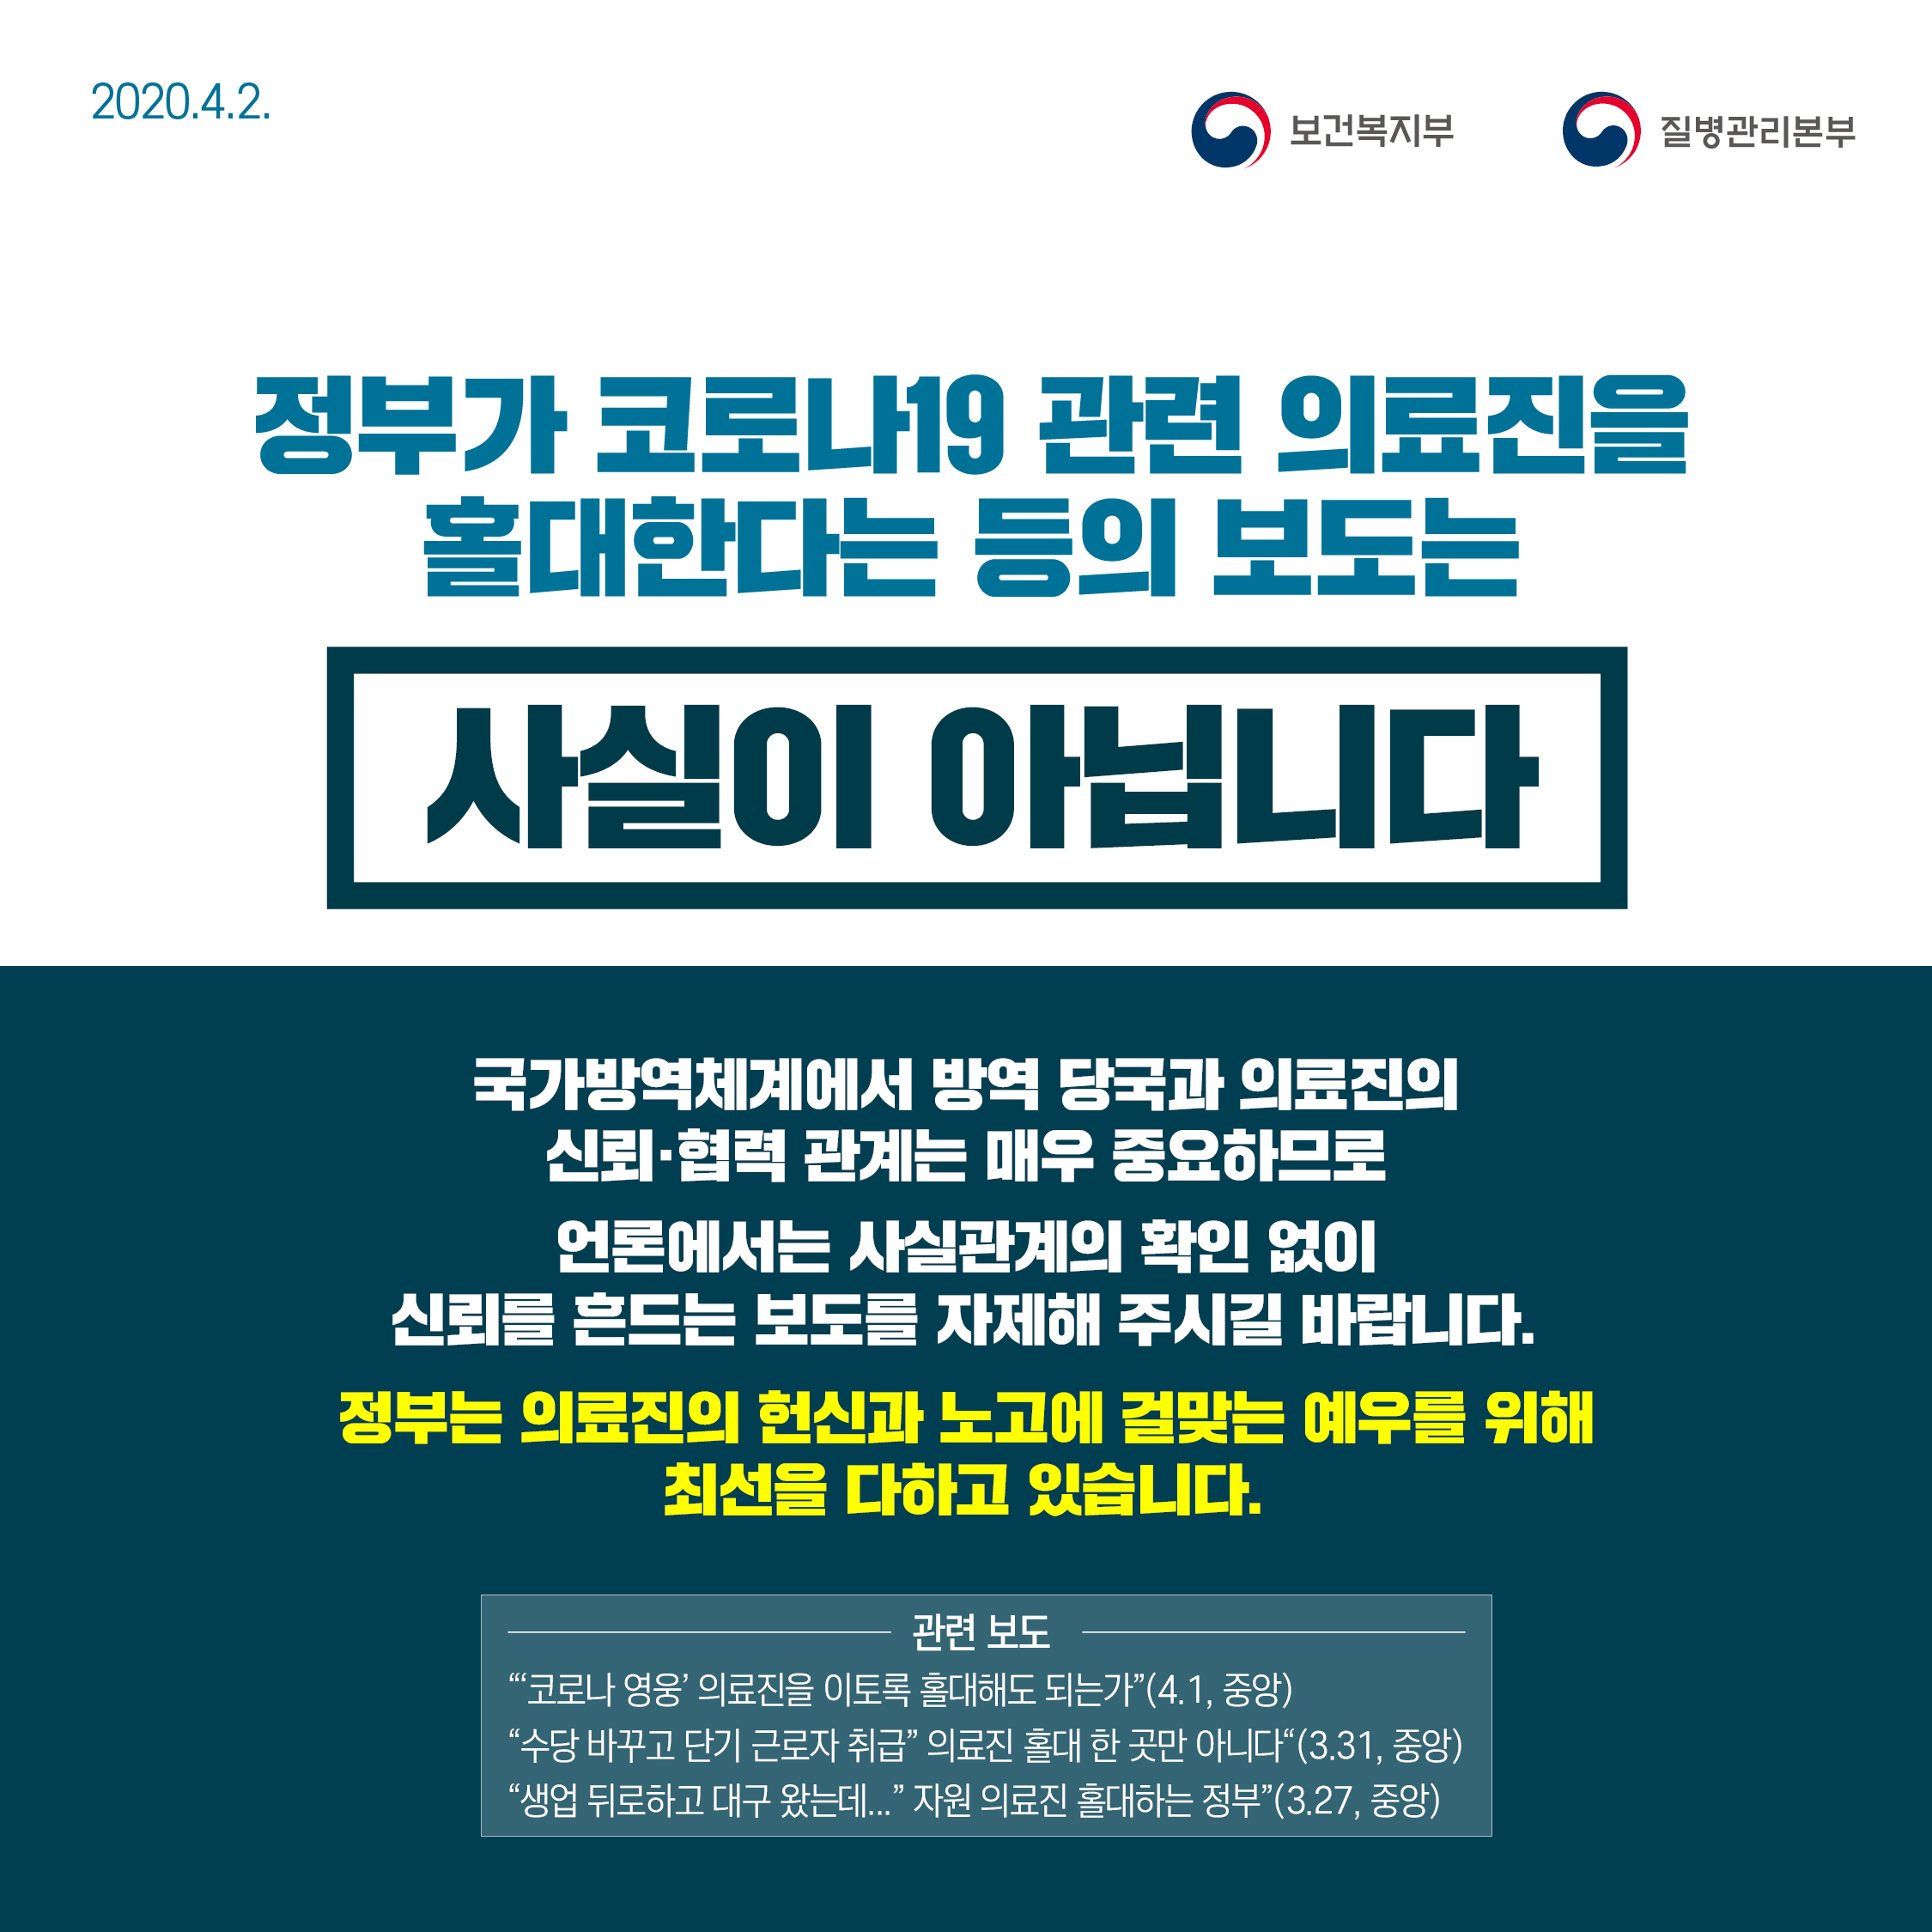 2020.4.2.
보건복지부
질병관리본부
정부가 코로나19 관련 의료진을
홀대한다는 등의 보도는
사실이 아닙니다
국가방역체계에서 방역 당국과 의료진의
신뢰·협력 관계는 매우 중요하므로
언론에서는 사실관계의 확인 없이
신뢰를 흔드는 보도를 자제해 주시길 바랍니다.
정부는 의료진의 헌신과 노고에 걸맞는 예우를 위해
최선을 다하고 있습니다.
관련 보도
“‘코로나 영웅’ 의료진을 이토록 홀대해도 되는가”(4.1, 중앙)
“수당 바꾸고 단기 근로자 취급” 의료진 홀대 한 곳만 아니다“(3.31, 중앙)
“생업 뒤로하고 대구 왔는데...” 자원 의료진 홀대하는 정부”(3.27, 중앙)